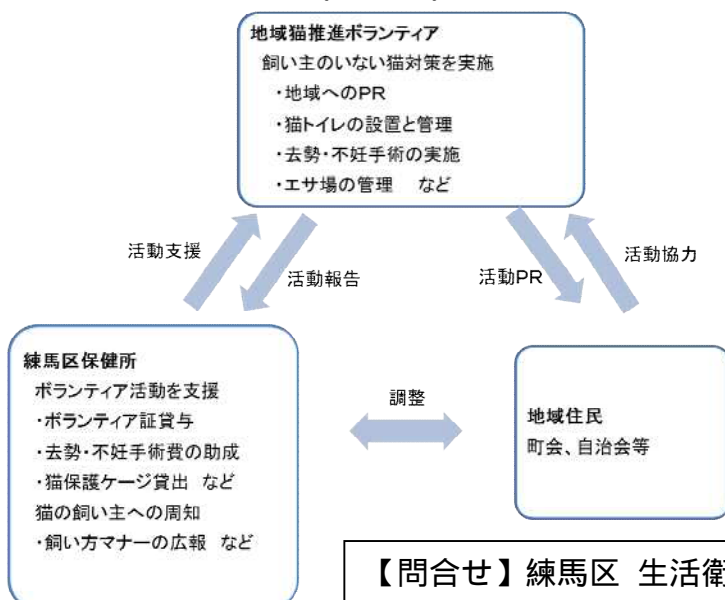 地域猫推進ボランティア
飼い主のいない猫対策を実施
・地域へのPR
・猫トイレの設置と管理
・去勢・不妊手術の実施
・エサ場の管理 など
活動支援
活動報告
活動PR
活動協力
練馬区保健所
ボランティア活動を支援
・ボランティア証貸与
・去勢・不妊手術費の助成
・猫保護ケージ貸出 など
猫の飼い主への周知
・飼い方マナーの広報 など
調整
地域住民
町会、自治会等
【問合せ】練馬区 生活衛